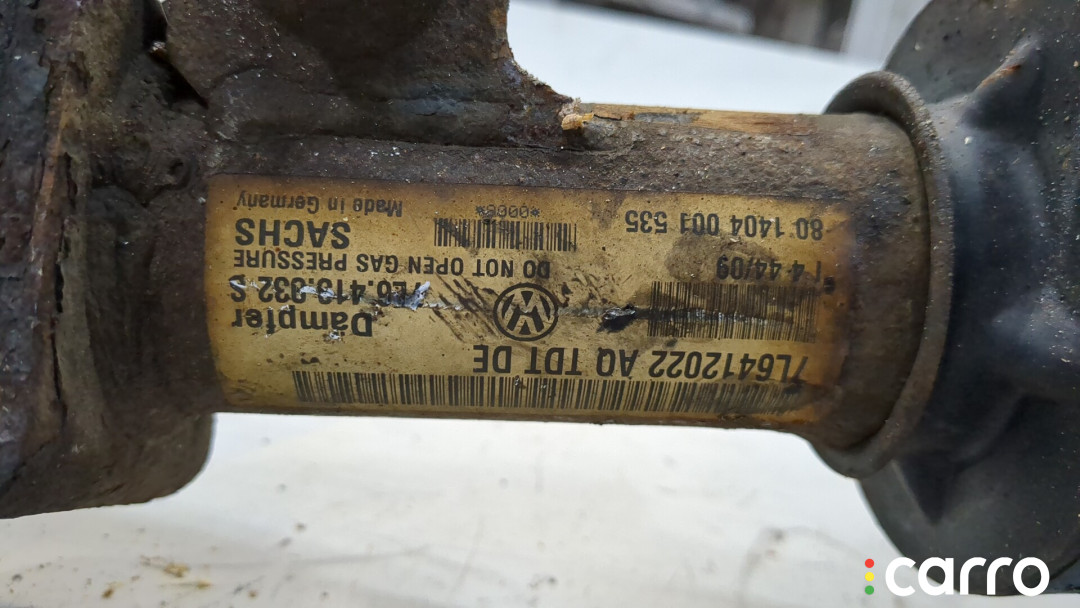 7L6412022 AQ TDT DE
Dämpfer
7L6.413.032.S
DO NOT OPEN GAS PRESSURE
SACHS
Made in Germany
44/09
*0006*
80 1404 001 535
carro